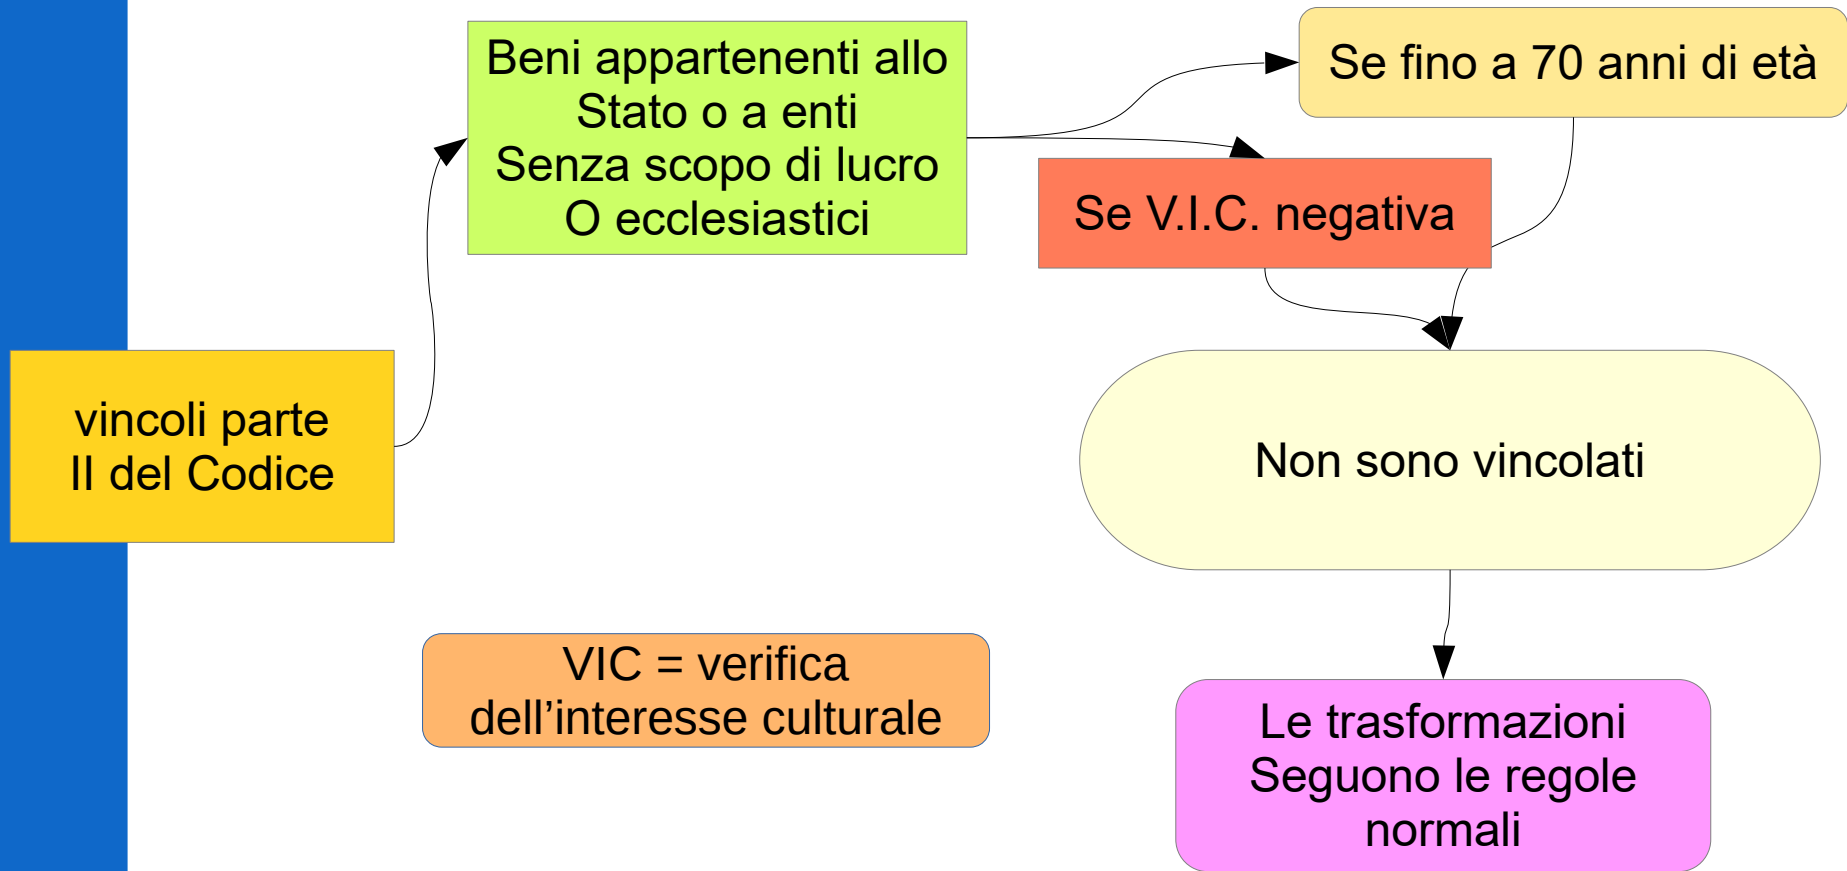 Beni appartenenti allo
Stato o a enti
Senza scopo di lucro
O ecclesiastici
Se fino a 70 anni di età
Se V.I.C. negativa
vincoli parte
II del Codice
Non sono vincolati
VIC = verifica
dell’interesse culturale
Le trasformazioni
Seguono le regole
normali